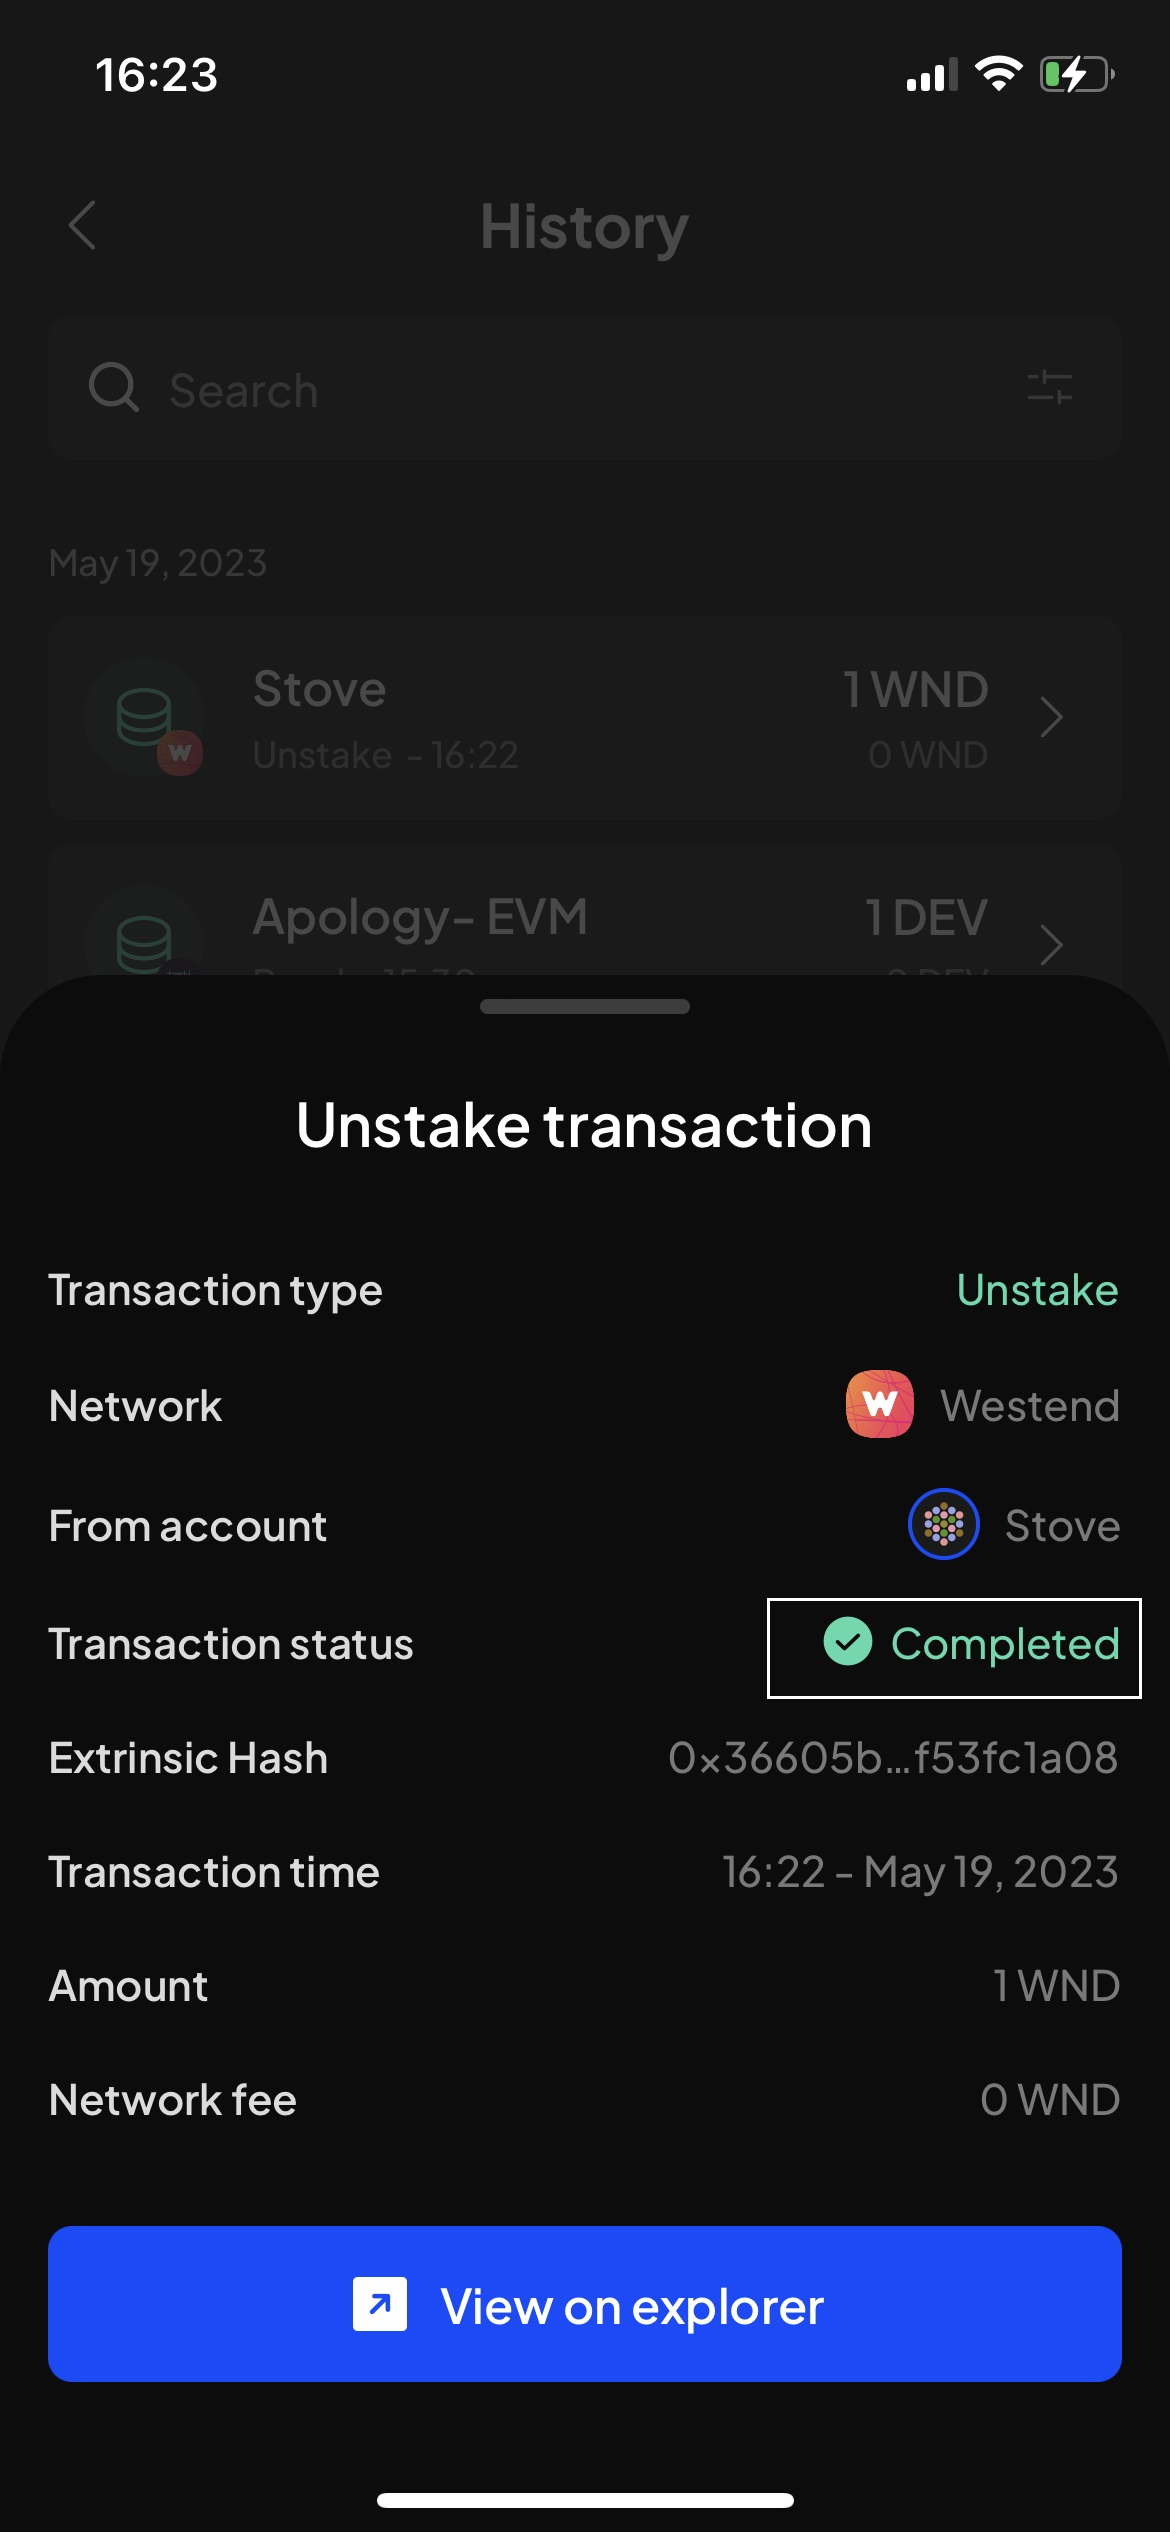 16:23
History
Search
May 19, 2023
Stove 1 WND
Unstake - 16:22 0 WND
Apology- EVM 1 DEV
0 DEV
Unstake transaction
Transaction type Unstake
Network W Westend
From account Stove
Transaction status Completed
Extrinsic Hash 0x36605b...f53fc1a08
Transaction time 16:22 - May 19, 2023
Amount 1 WND
Network fee 0 WND
View on explorer